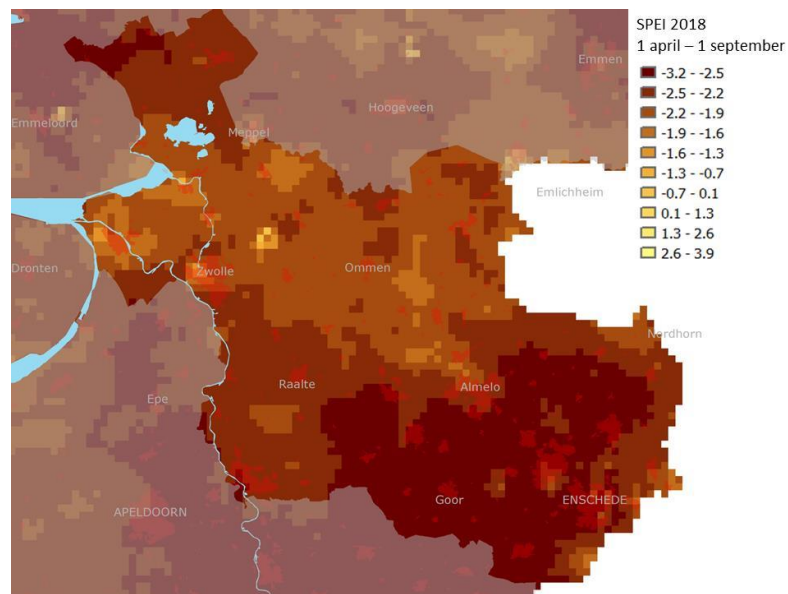 SPEI 2018
1 april – 1 september
-3.2 - -2.5
-2.5 - -2.2
-2.2 - -1.9
-1.9 - -1.6
-1.6 - -1.3
-1.3 - -0.7
-0.7 - 0.1
0.1 - 1.3
1.3 - 2.6
2.6 - 3.9
Emmen
Hoogeveen
Emmeloord
Meppel
Emlichheim
Dronten
Zwolle
Ommen
Nordhorn
Raalte
Almelo
Epe
APELDOORN
Goor
ENSCHEDE